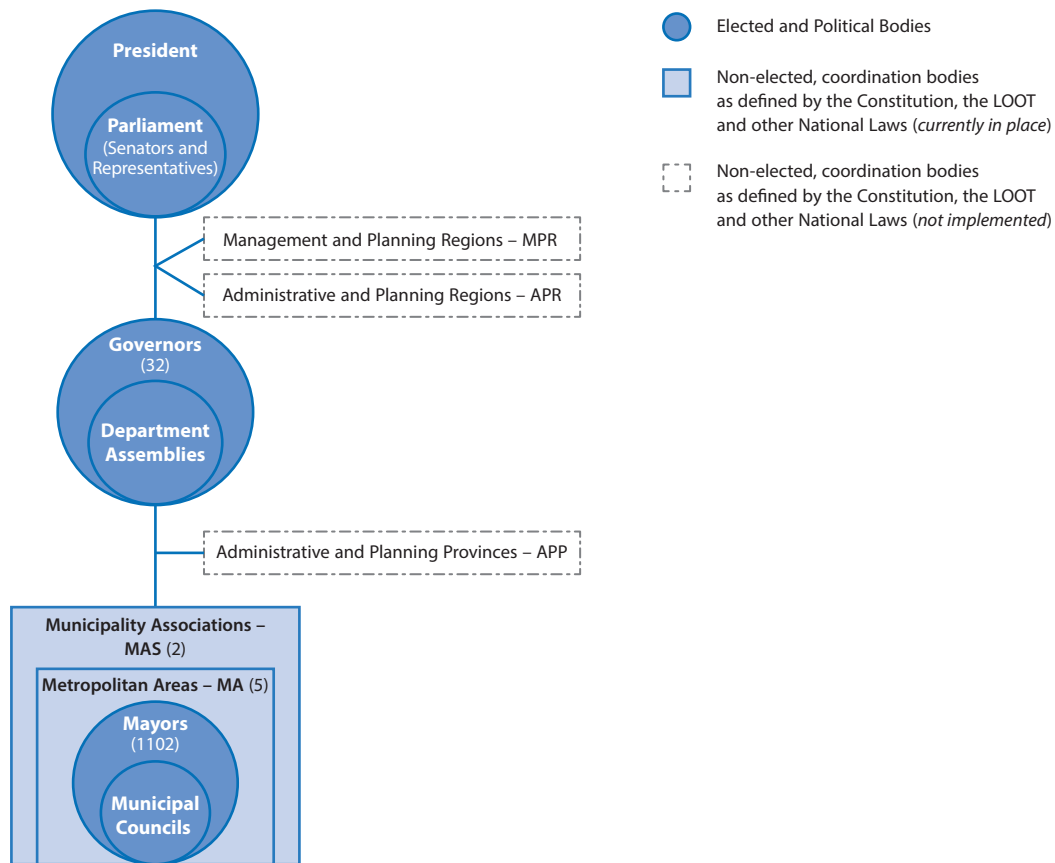 President
Parliament
(Senators and
Representatives)
Management and Planning Regions – MPR
Administrative and Planning Regions – APR
Governors
(32)
Department
Assemblies
Administrative and Planning Provinces – APP
Municipality Associations –
MAS (2)
Metropolitan Areas – MA (5)
Mayors
(1102)
Municipal
Councils
Elected and Political Bodies
Non-elected, coordination bodies
as defined by the Constitution, the LOOT
and other National Laws (currently in place)
Non-elected, coordination bodies
as defined by the Constitution, the LOOT
and other National Laws (not implemented)